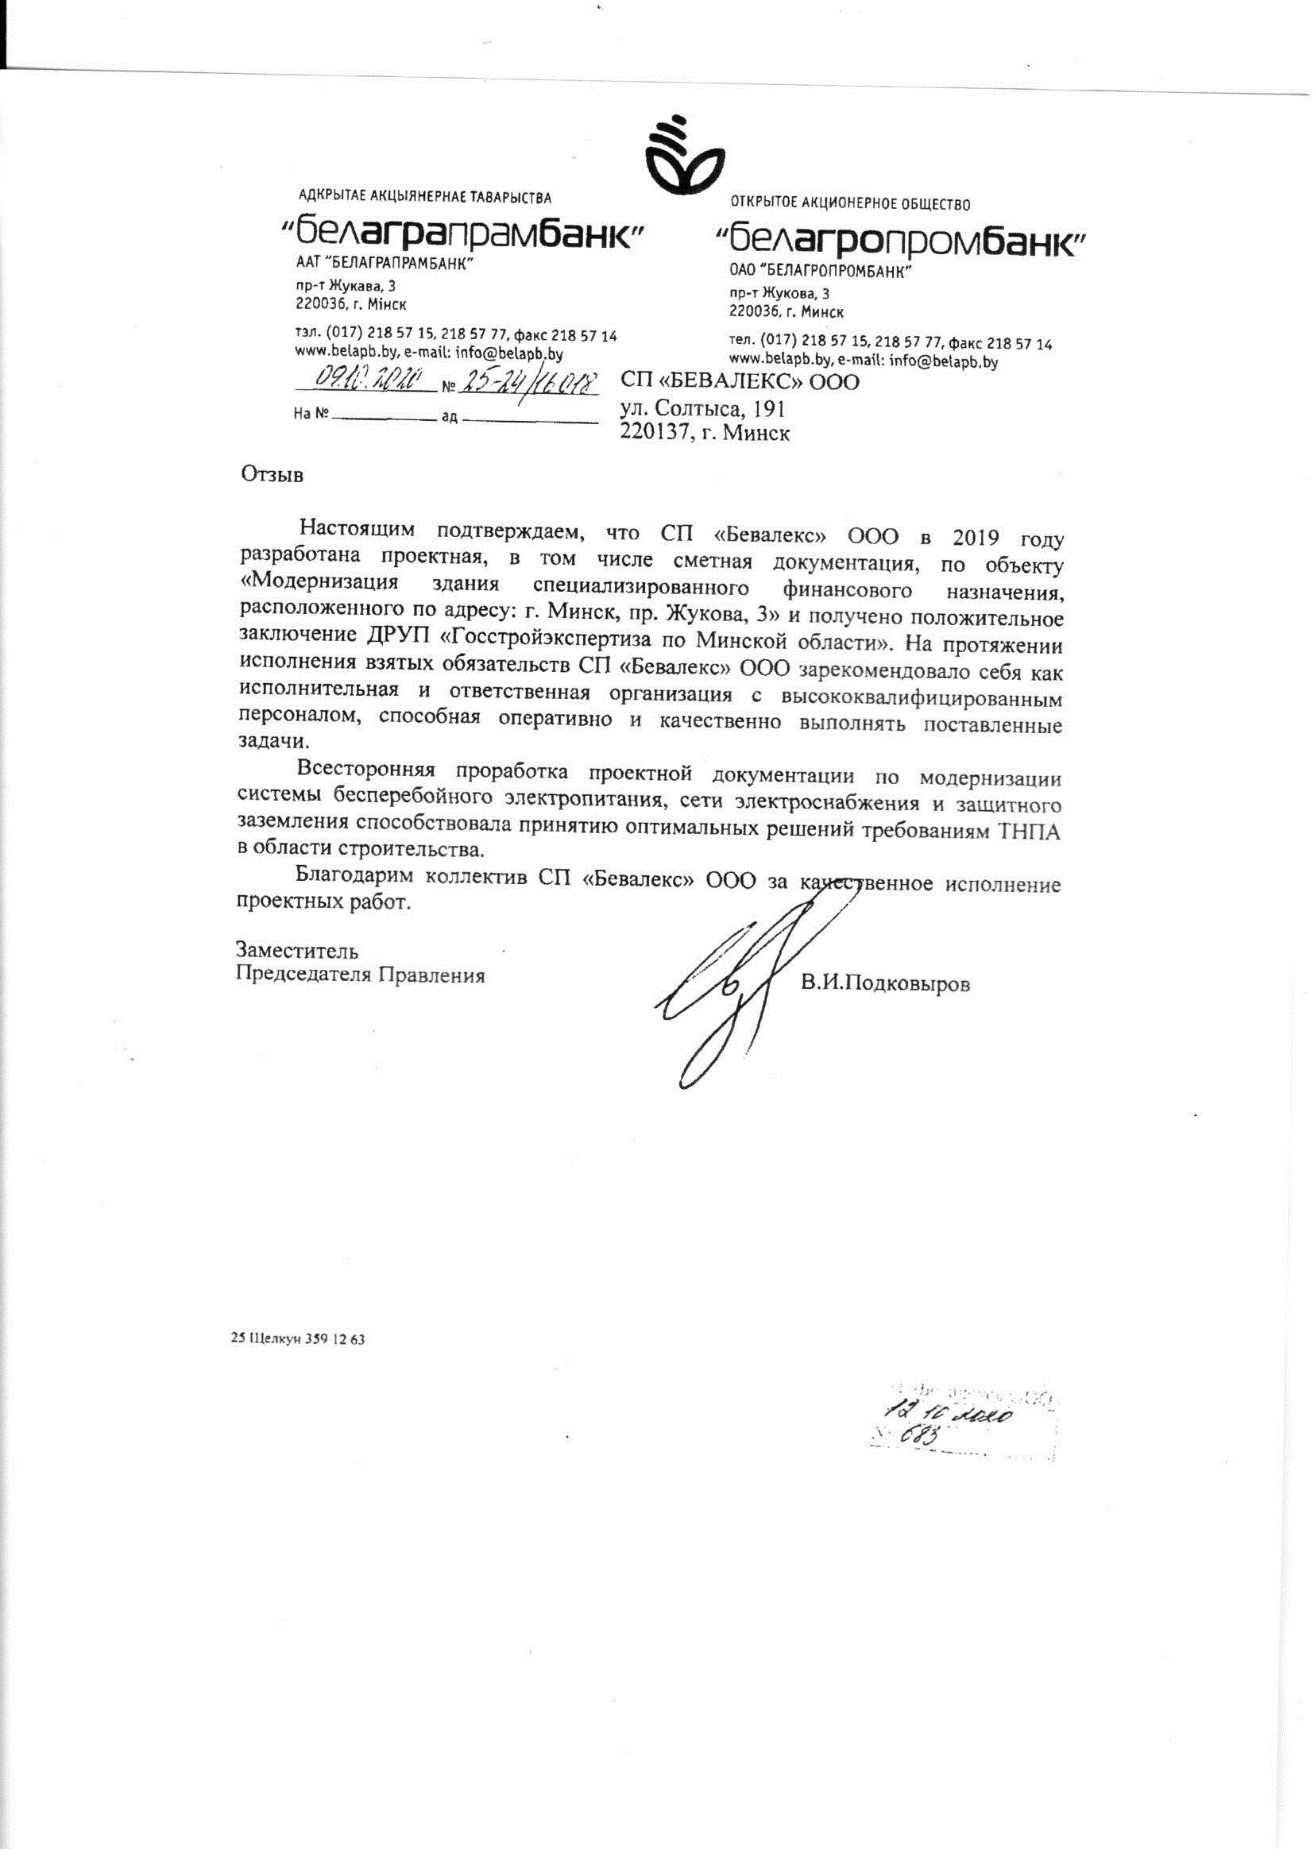 АДКРЫТАЕ АКЦЫЯНЕРНАЕ ТАВАРЫСТВА
“белаграпрамбанк”
ААТ “БЕЛАГРАПРАМБАНК”
пр-т Жукава, 3
220036, г. Мінск
тэл. (017) 218 57 15, 218 57 77, факс 218 57 14
www.belapb.by, e-mail: info@belapb.by
09.10.2020 № 25-24/16018
На № ад
ОТКРЫТОЕ АКЦИОНЕРНОЕ ОБЩЕСТВО
“белагропромбанк”
ОАО “БЕЛАГРОПРОМБАНК”
пр-т Жукова, 3
220036, г. Минск
тел. (017) 218 57 15, 218 57 77, факс 218 57 14
www.belapb.by, e-mail: info@belapb.by
СП «БЕВАЛЕКС» ООО
ул. Солтыса, 191
220137, г. Минск
Отзыв
Настоящим подтверждаем, что СП «Бевалекс» ООО в 2019 году
разработана проектная, в том числе сметная документация, по объекту
«Модернизация здания специализированного финансового назначения,
расположенного по адресу: г. Минск, пр. Жукова, 3» и получено положительное
заключение ДРУП «Госстройэкспертиза по Минской области». На протяжении
исполнения взятых обязательств СП «Бевалекс» ООО зарекомендовало себя как
исполнительная и ответственная организация с высококвалифицированным
персоналом, способная оперативно и качественно выполнять поставленные
задачи.
Всесторонняя проработка проектной документации по модернизации
системы бесперебойного электропитания, сети электроснабжения и защитного
заземления способствовала принятию оптимальных решений требованиям ТНПА
в области строительства.
Благодарим коллектив СП «Бевалекс» ООО за качественное исполнение
проектных работ.
Заместитель
Председателя Правления
В.И.Подковыров
25 Щелкун 359 12 63
12 10 2020
№ 683